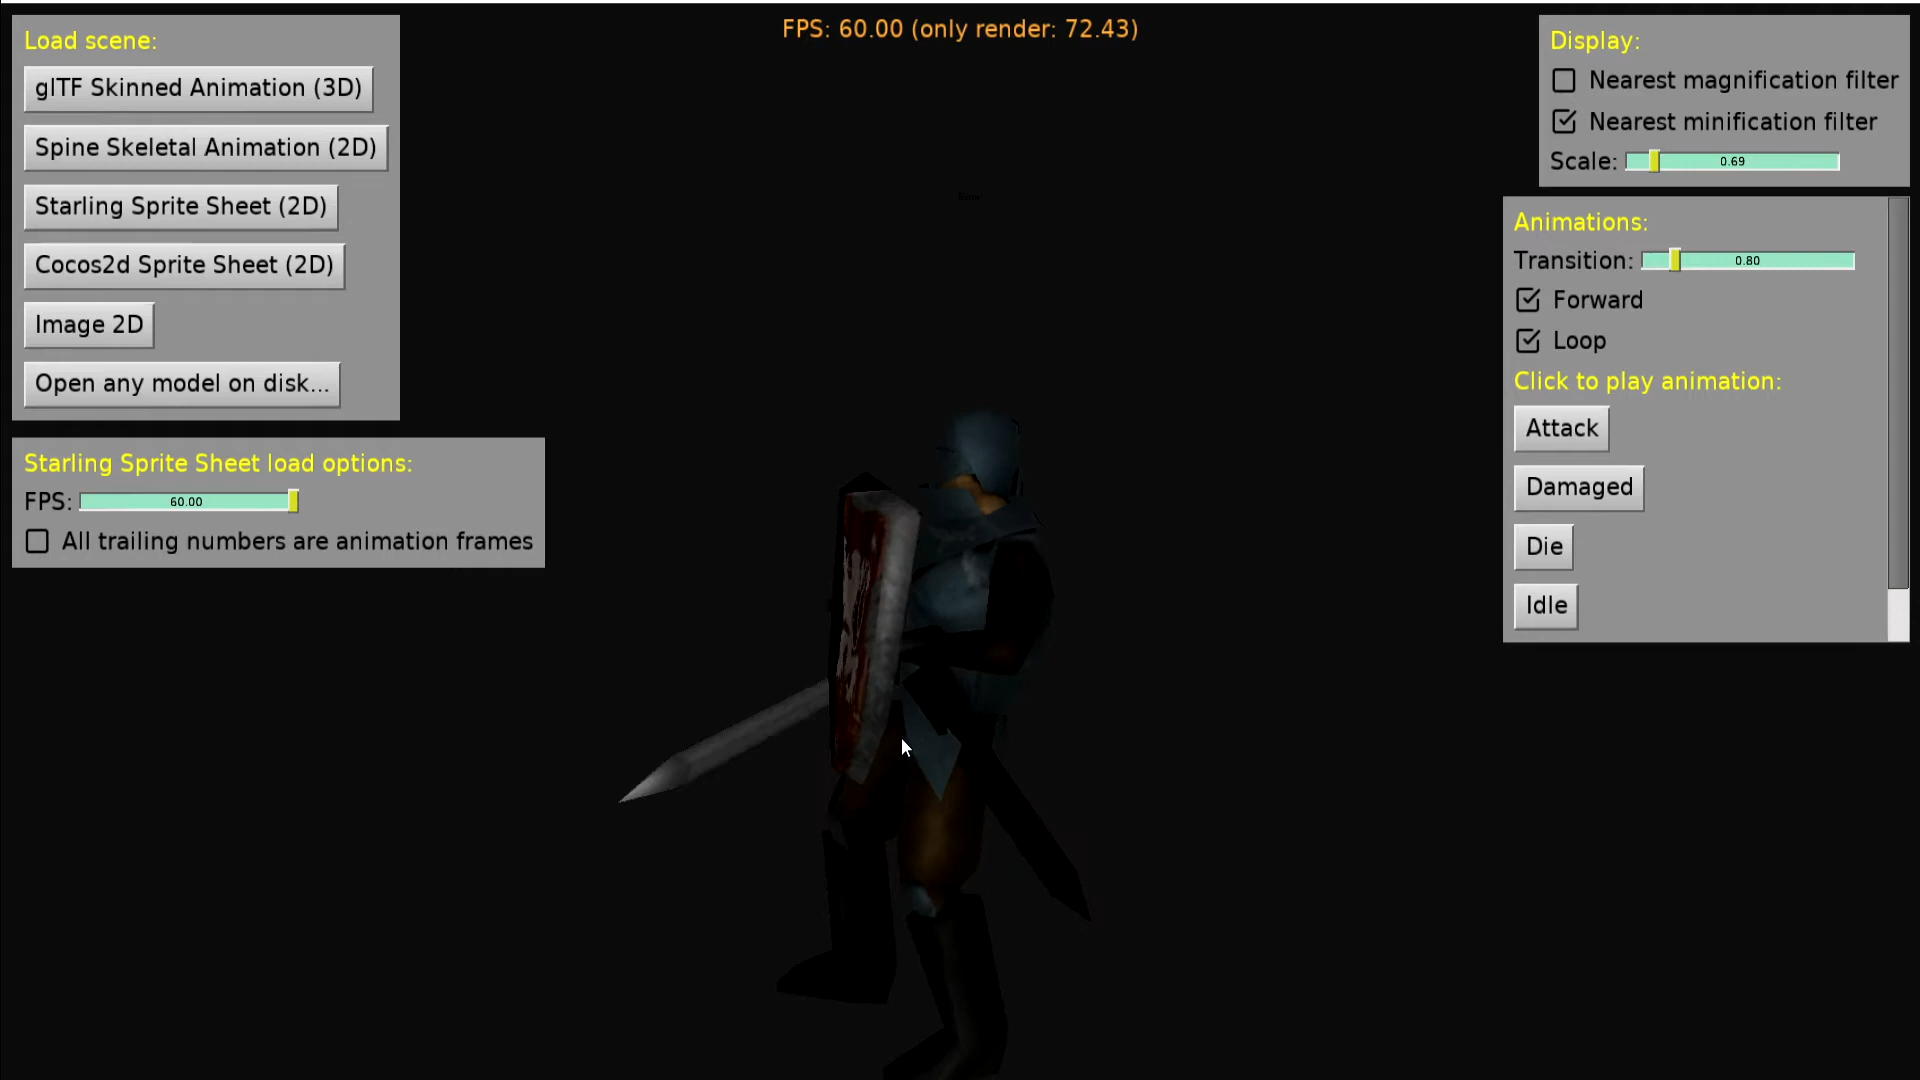 FPS: 60.00 (only render: 72.43)
Load scene:
glTF Skinned Animation (3D)
Spine Skeletal Animation (2D)
Starling Sprite Sheet (2D)
Cocos2d Sprite Sheet (2D)
Image 2D
Open any model on disk...
Starling Sprite Sheet load options:
FPS: 60.00
All trailing numbers are animation frames
Display:
Nearest magnification filter
Nearest minification filter
Scale: 0.69
Animations:
Transition: 0.80
Forward
Loop
Click to play animation:
Attack
Damaged
Die
Idle